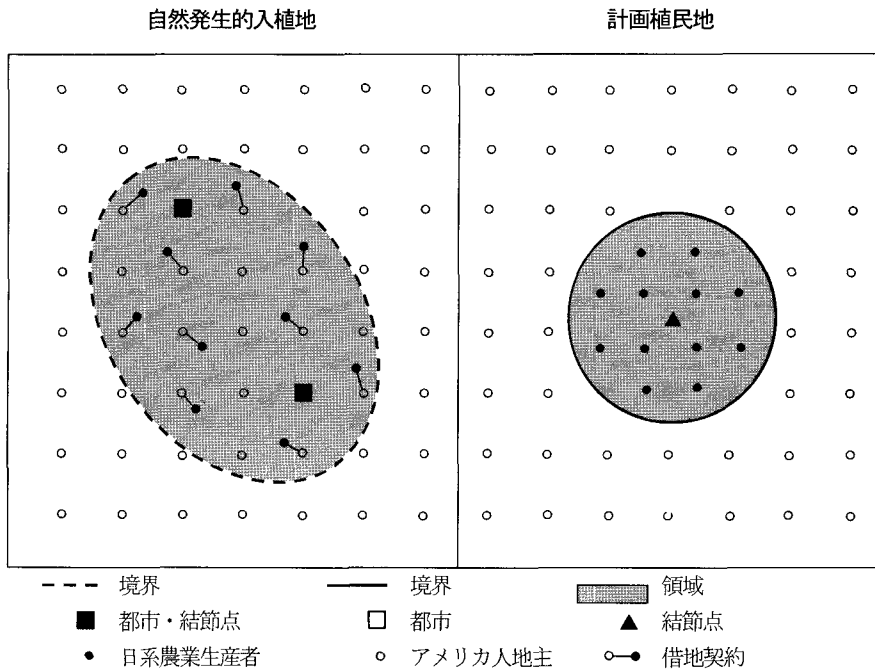 自然発生的入植地 計画植民地
境界 境界 領域
都市・結節点 都市 結節点
日系農業生産者 アメリカ人地主 借地契約